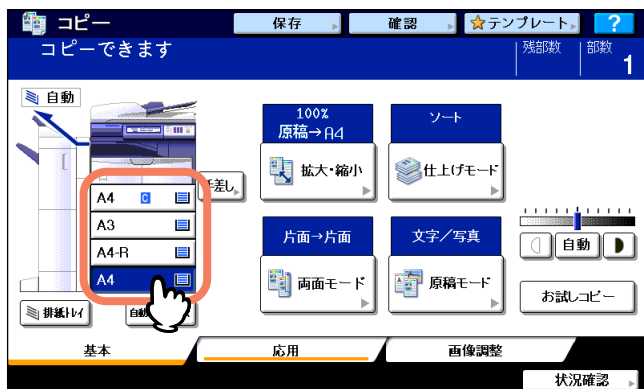 コピー
保存
確認
テンプレート
?
コピーできます
残部数
部数
1
自動
手差し
A4 C
A3
A4-R
A4
排紙トレイ
自動
100%
原稿→A4
拡大・縮小
ソート
仕上げモード
片面→片面
両面モード
文字/写真
原稿モード
自動
お試しコピー
基本
応用
画像調整
状況確認